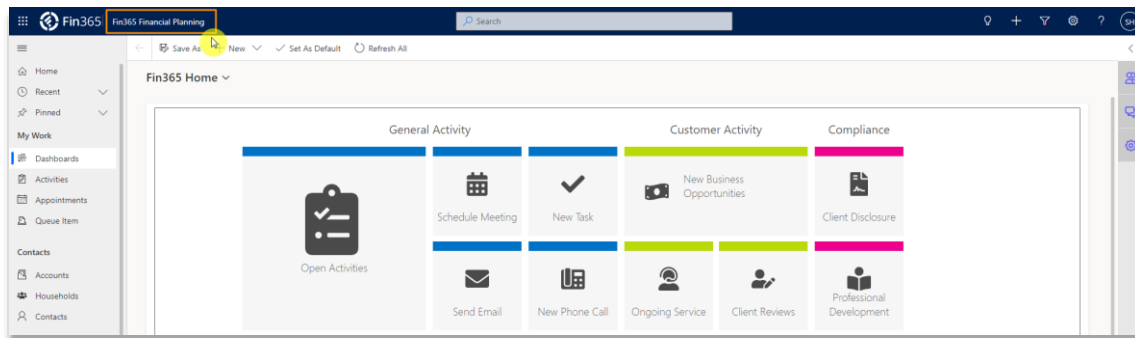 Fin365 Fin365 Financial Planning Search ? SH
Save As New Set As Default Refresh All
Home
Recent
Pinned
My Work
Dashboards
Activities
Appointments
Queue Item
Contacts
Accounts
Households
Contacts
Fin365 Home
General Activity Customer Activity Compliance
Open Activities
Schedule Meeting
New Task
New Business
Opportunities
Client Disclosure
Send Email
New Phone Call
Ongoing Service
Client Reviews
Professional
Development